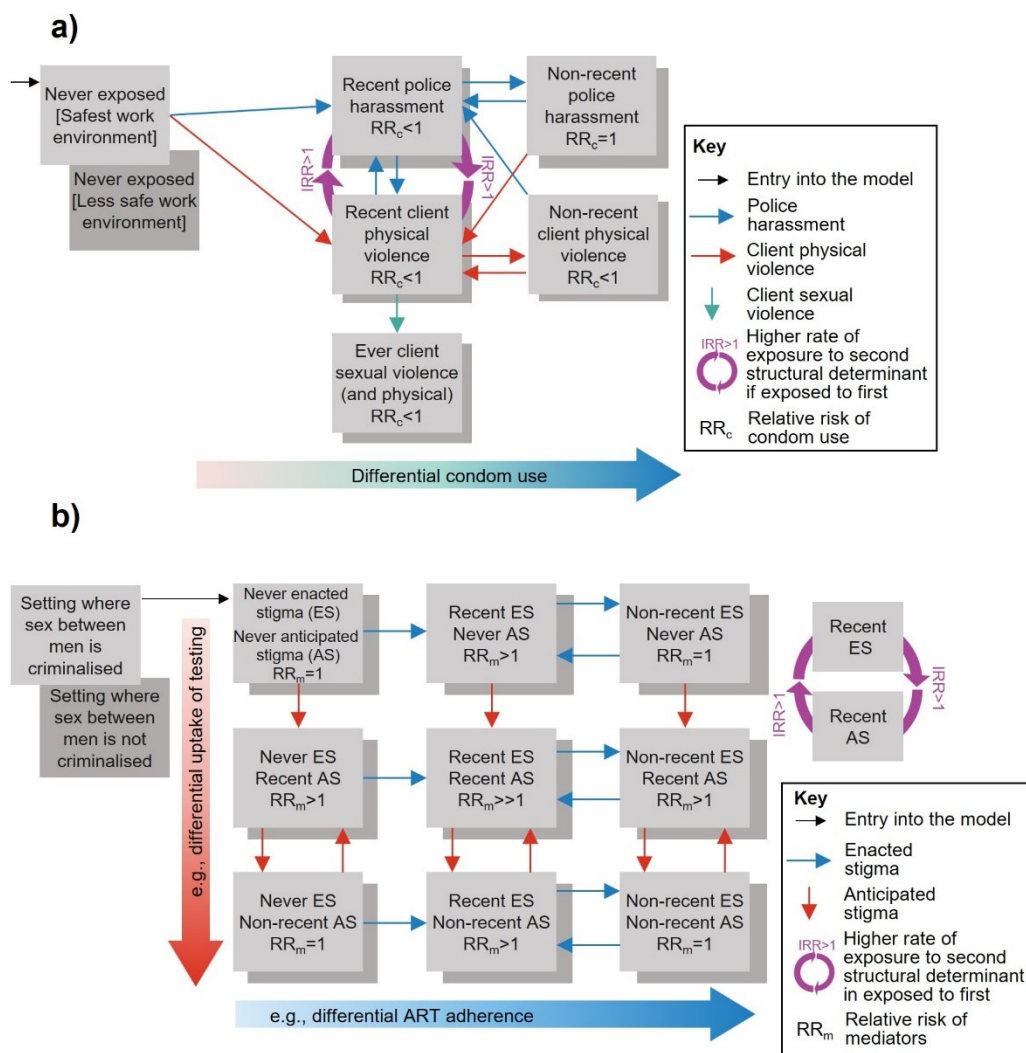 a)
Never exposed
[Safest work
environment]
Never exposed
[Less safe work
environment]
Recent police
harassment
RRc<1
Non-recent
police
harassment
RRc=1
IRR>1
IRR>1
Recent client
physical
violence
RRc<1
Non-recent
client physical
violence
RRc<1
Ever client
sexual violence
(and physical)
RRc<1
Differential condom use
Key
Entry into the model
Police
harassment
Client physical
violence
Client sexual
violence
IRR>1
Higher rate of
exposure to second
structural determinant
if exposed to first
RRc
Relative risk of
condom use
b)
Setting where
sex between
men is
criminalised
Setting where
sex between
men is not
criminalised
e.g., differential uptake of testing
Never enacted
stigma (ES)
Never anticipated
stigma (AS)
RRm=1
Recent ES
Never AS
RRm>1
Non-recent ES
Never AS
RRm=1
Never ES
Recent AS
RRm>1
Recent ES
Recent AS
RRm>>1
Non-recent ES
Recent AS
RRm>1
Never ES
Non-recent AS
RRm=1
Recent ES
Non-recent AS
RRm>1
Non-recent ES
Non-recent AS
RRm=1
e.g., differential ART adherence
Recent
ES
IRR>1
IRR>1
Recent
AS
Key
Entry into the model
Enacted
stigma
Anticipated
stigma
IRR>1
Higher rate of
exposure to second
structural determinant
in exposed to first
RRm
Relative risk of
mediators